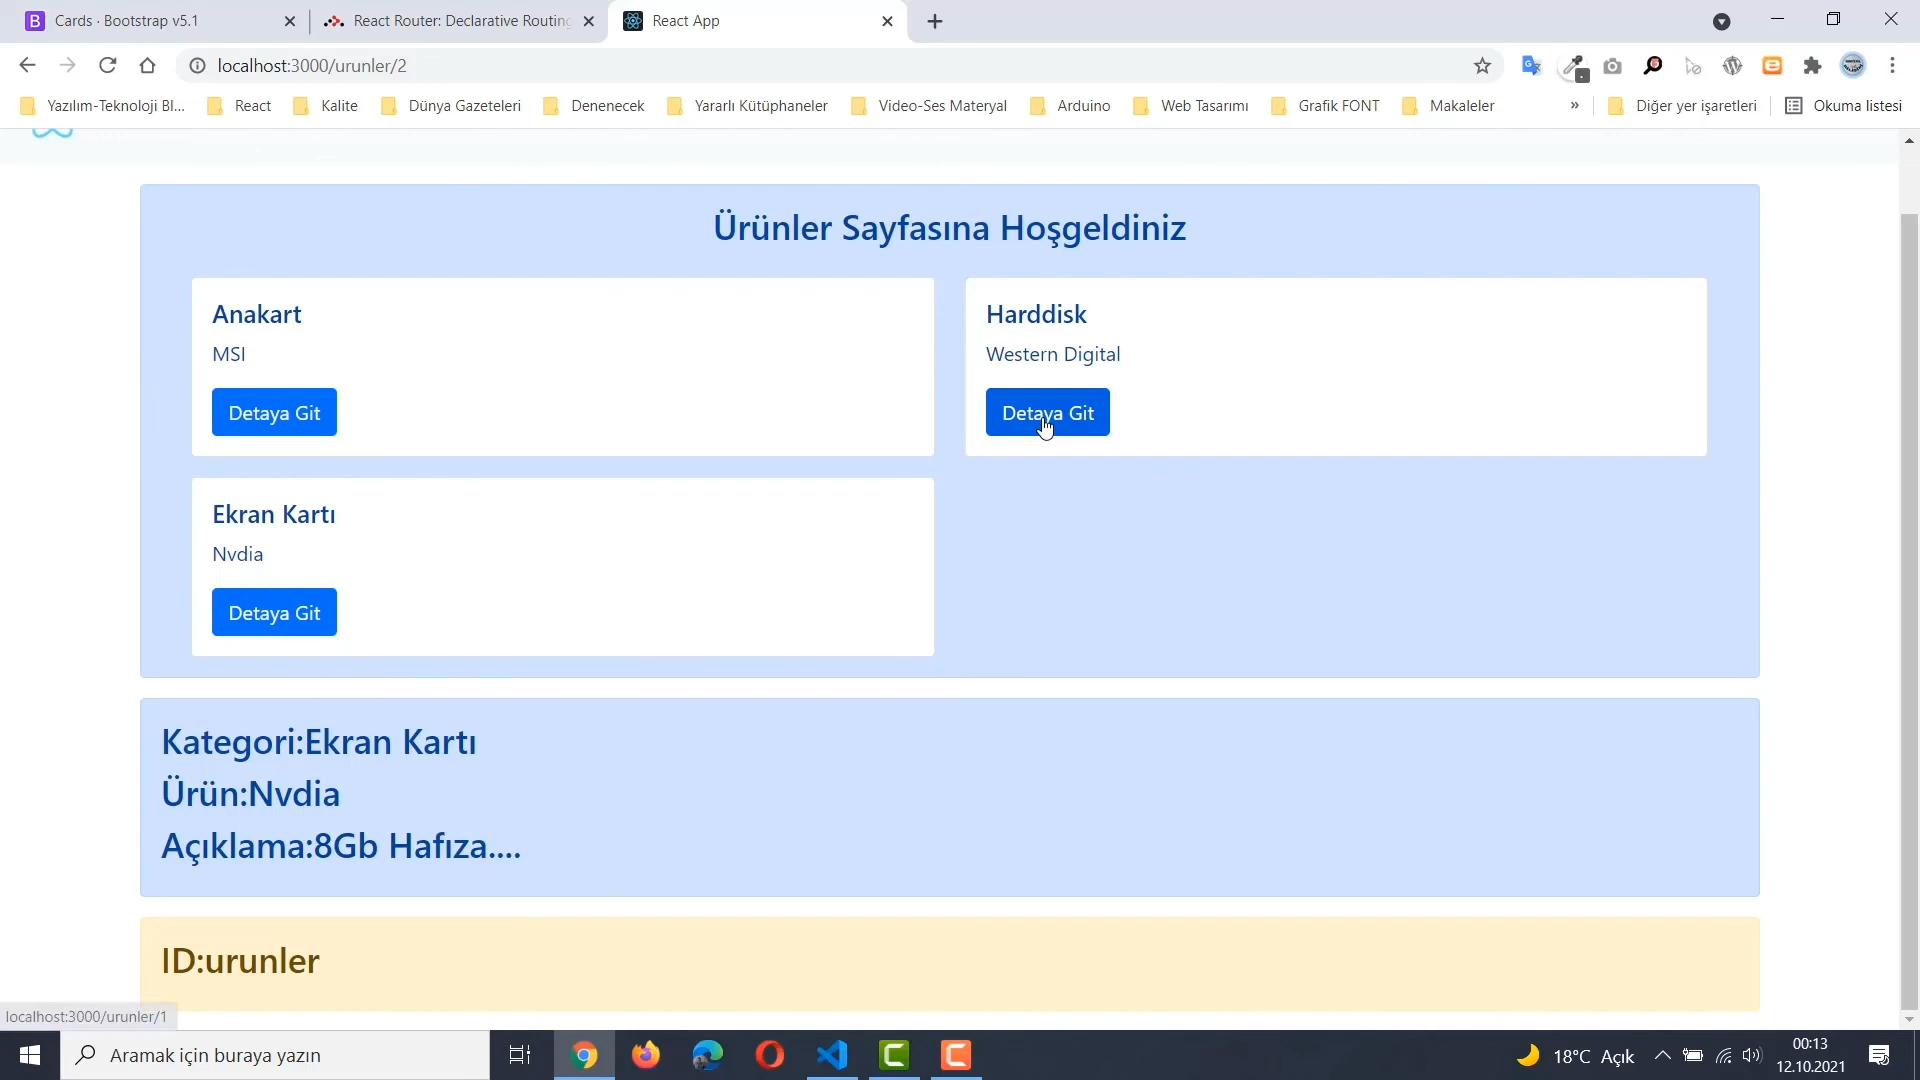 Cards · Bootstrap v5.1
React Router: Declarative Routing
React App
localhost:3000/urunler/2
Yazılım-Teknoloji Bl...
React
Kalite
Dünya Gazeteleri
Denenecek
Yararlı Kütüphaneler
Video-Ses Materyal
Arduino
Web Tasarımı
Grafik FONT
Makaleler
»
Diğer yer işaretleri
Okuma listesi
Ürünler Sayfasına Hoşgeldiniz
Anakart
MSI
Detaya Git
Harddisk
Western Digital
Detaya Git
Ekran Kartı
Nvdia
Detaya Git
Kategori:Ekran Kartı
Ürün:Nvdia
Açıklama:8Gb Hafıza....
ID:urunler
localhost:3000/urunler/1
Aramak için buraya yazın
18°C Açık
00:13
12.10.2021